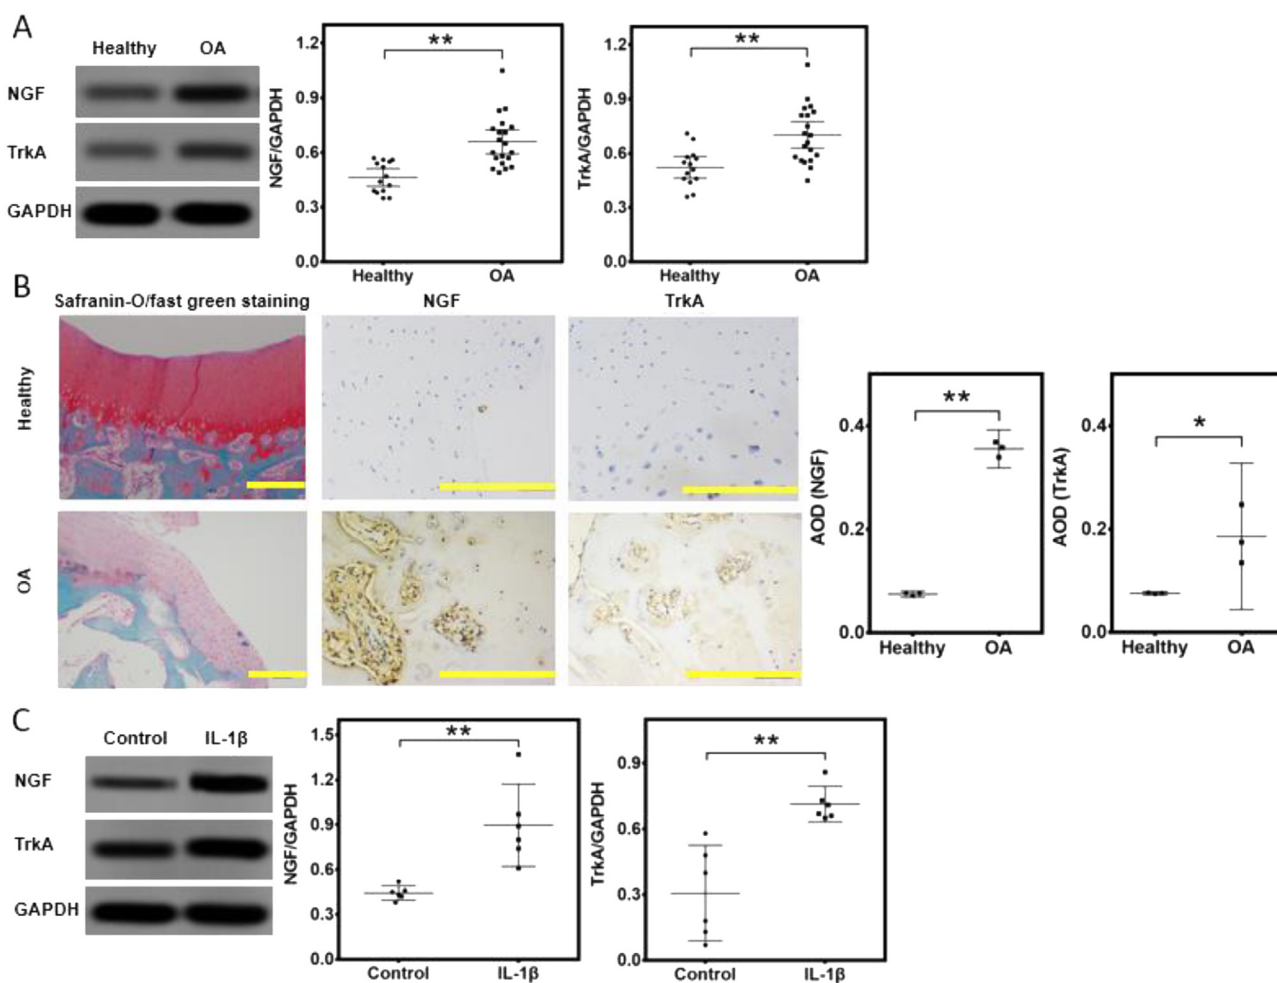 A
Healthy OA
NGF
TrkA
GAPDH
NGF/GAPDH
1.2
0.9
0.6
0.3
0.0
**
Healthy OA
TrkA/GAPDH
1.2
0.9
0.6
0.3
0.0
**
Healthy OA
B
Safranin-O/fast green staining NGF TrkA
Healthy
OA
AOD (NGF)
0.4
0.2
0.0
**
Healthy OA
AOD (TrkA)
0.4
0.2
0.0
*
Healthy OA
C
Control IL-1β
NGF
TrkA
GAPDH
NGF/GAPDH
1.5
1.2
0.9
0.6
0.3
0.0
**
Control IL-1β
TrkA/GAPDH
0.9
0.6
0.3
0.0
**
Control IL-1β